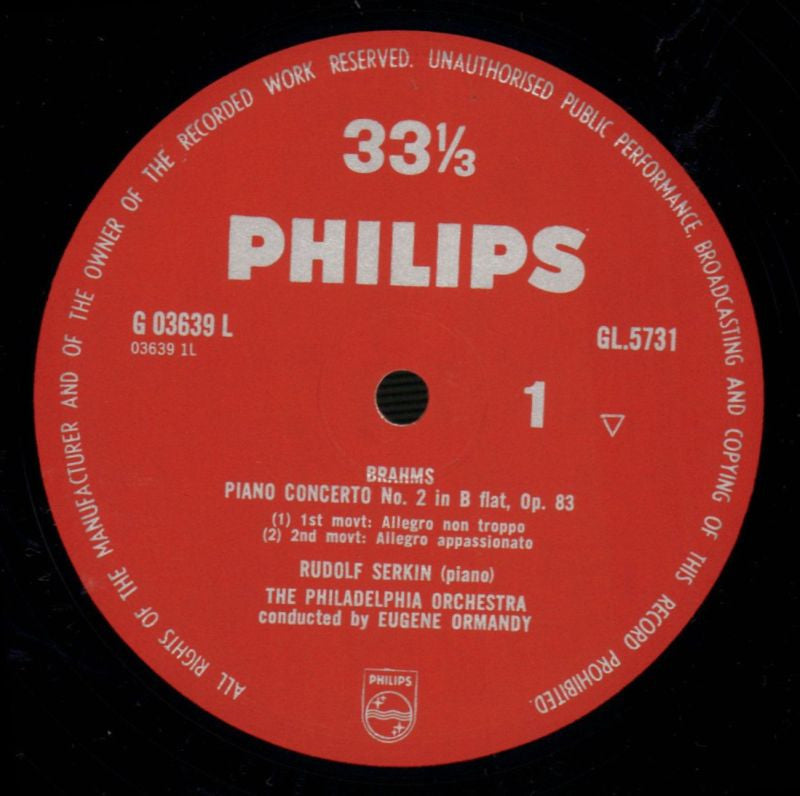 ALL RIGHTS OF THE MANUFACTURER AND OF THE OWNER OF THE RECORDED WORK RESERVED. UNAUTHORISED PUBLIC PERFORMANCE, BROADCASTING AND COPYING OF THIS RECORD PROHIBITED.
33⅓
PHILIPS
G 03639 L
03639 1L
GL.5731
1
BRAHMS
PIANO CONCERTO No. 2 in B flat, Op. 83
(1) 1st movt: Allegro non troppo
(2) 2nd movt: Allegro appassionato
RUDOLF SERKIN (piano)
THE PHILADELPHIA ORCHESTRA
conducted by EUGENE ORMANDY
PHILIPS